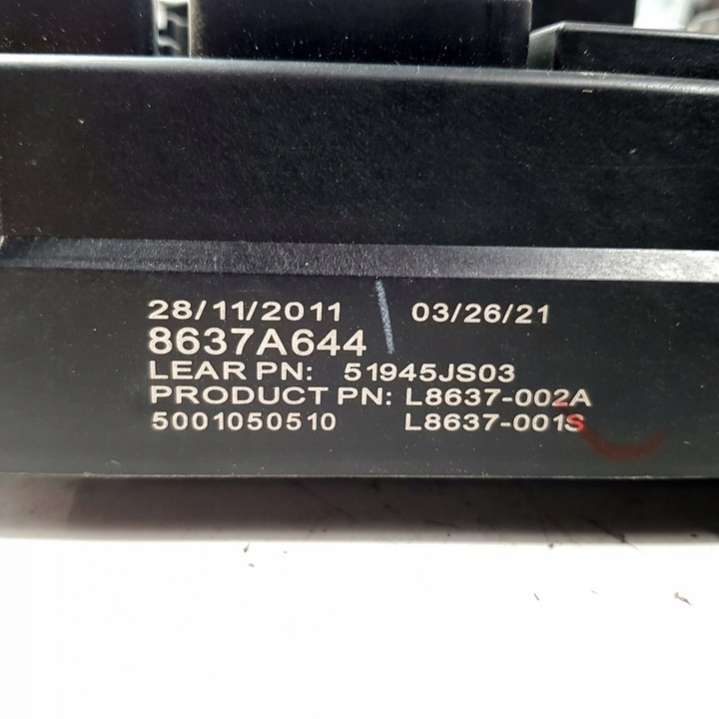 28/11/2011 03/26/21
8637A644
LEAR PN: 51945JS03
PRODUCT PN: L8637-002A
5001050510 L8637-001S